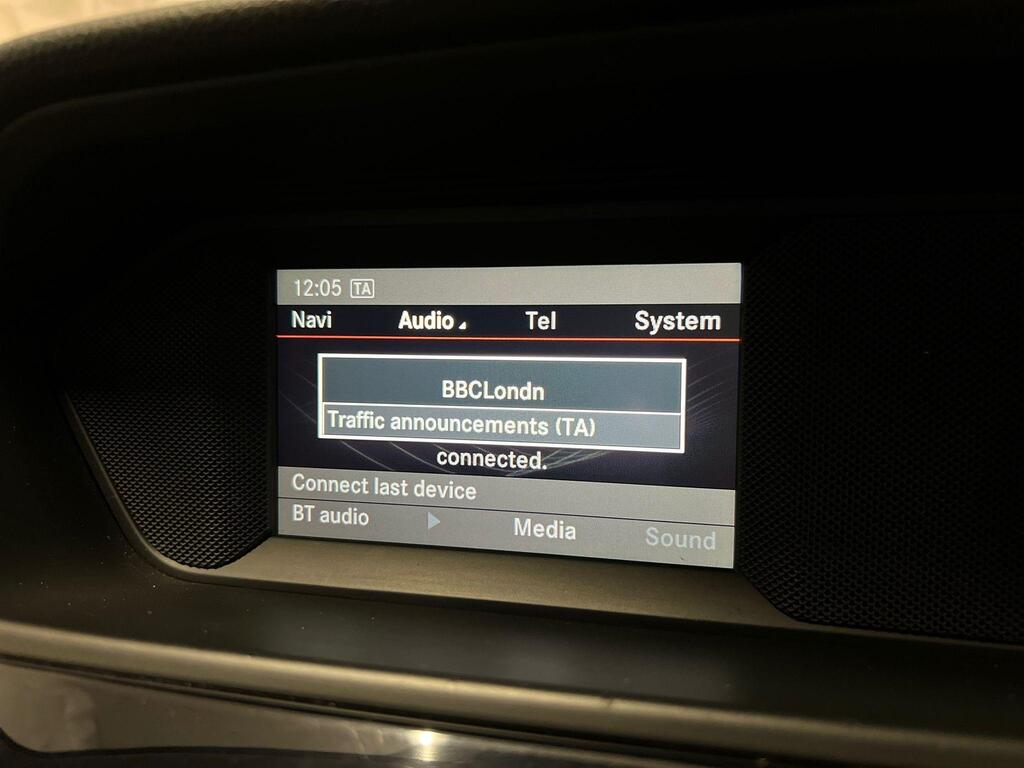 12:05 TA
Navi Audio Tel System
BBCLondn
Traffic announcements (TA)
connected.
Connect last device
BT audio Media Sound